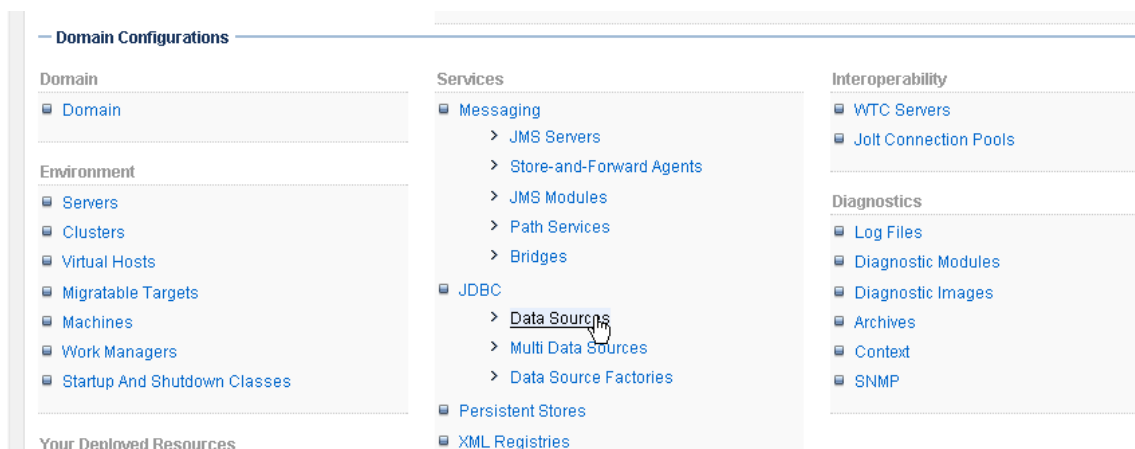 Domain Configurations
Domain
Domain
Environment
Servers
Clusters
Virtual Hosts
Migratable Targets
Machines
Work Managers
Startup And Shutdown Classes
Your Deployed Resources
Services
Messaging
JMS Servers
Store-and-Forward Agents
JMS Modules
Path Services
Bridges
JDBC
Data Sources
Multi Data Sources
Data Source Factories
Persistent Stores
XML Registries
Interoperability
WTC Servers
Jolt Connection Pools
Diagnostics
Log Files
Diagnostic Modules
Diagnostic Images
Archives
Context
SNMP